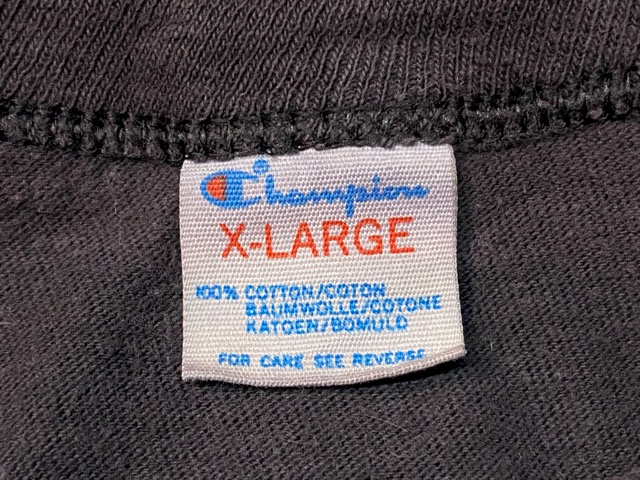 Champion
X-LARGE
100% COTTON/COTON
BAUMWOLLE/COTONE
KATOEN/BOMULD
FOR CARE SEE REVERSE